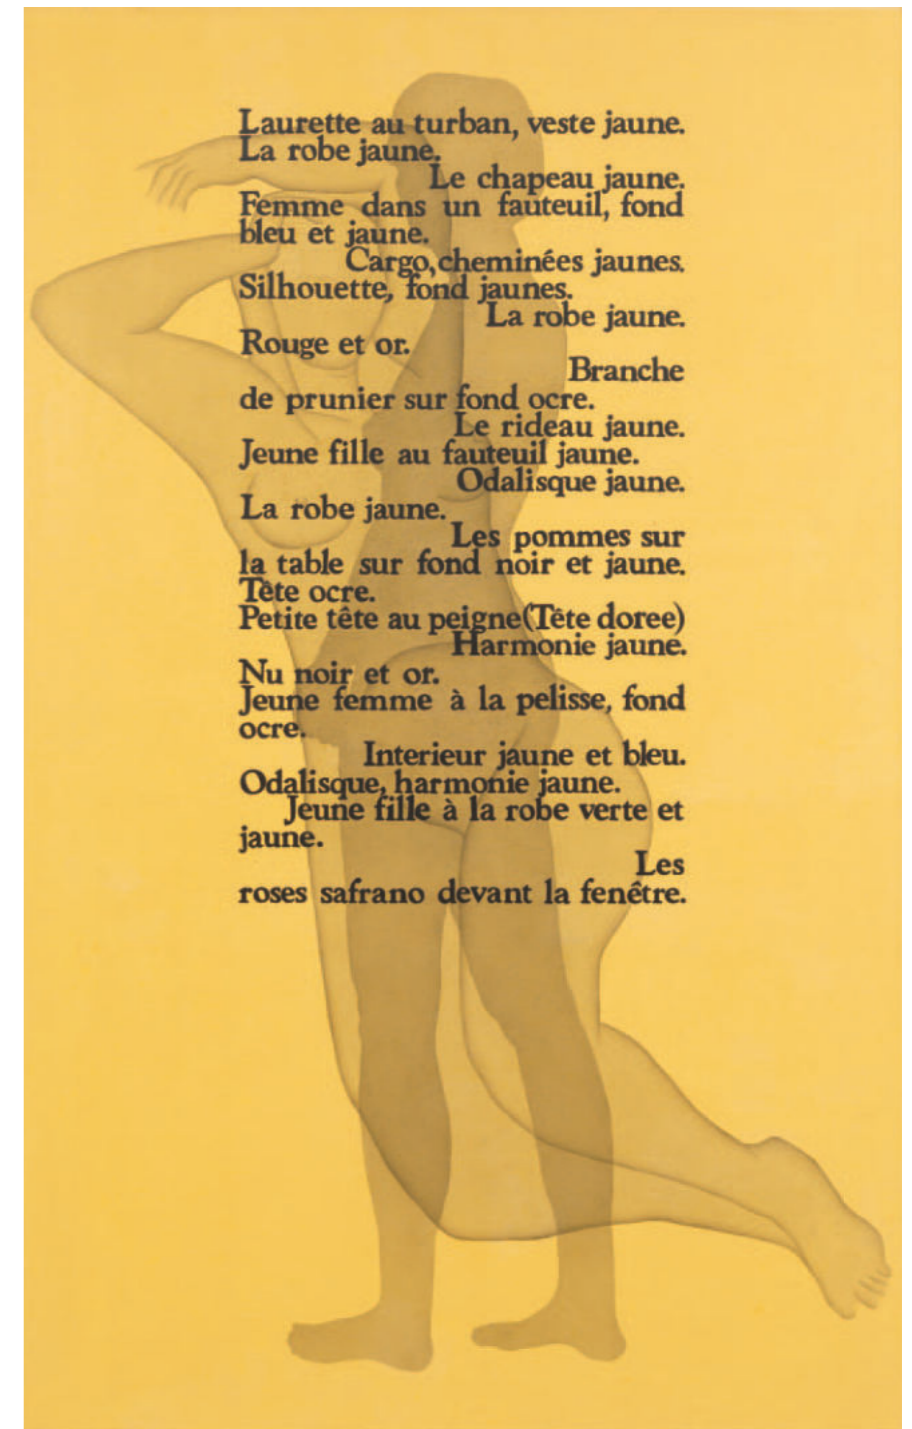 Laurette au turban, veste jaune.
La robe jaune.
Le chapeau jaune.
Femme dans un fauteuil, fond
bleu et jaune.
Cargo,cheminées jaunes.
Silhouette, fond jaunes.
La robe jaune.
Rouge et or.
Branche
de prunier sur fond ocre.
Le rideau jaune.
Jeune fille au fauteuil jaune.
Odalisque jaune.
La robe jaune.
Les pommes sur
la table sur fond noir et jaune.
Tête ocre.
Petite tête au peigne(Tête doree)
Harmonie jaune.
Nu noir et or.
Jeune femme à la pelisse, fond
ocre.
Interieur jaune et bleu.
Odalisque, harmonie jaune.
Jeune fille à la robe verte et
jaune.
Les
roses safrano devant la fenêtre.